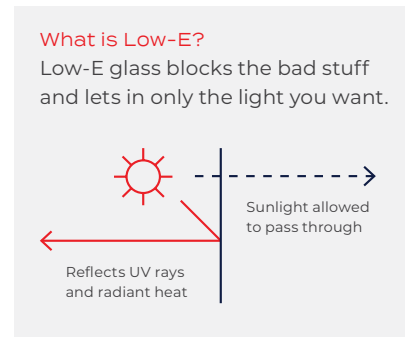 What is Low-E?
Low-E glass blocks the bad stuff
and lets in only the light you want.
Sunlight allowed
to pass through
Reflects UV rays
and radiant heat